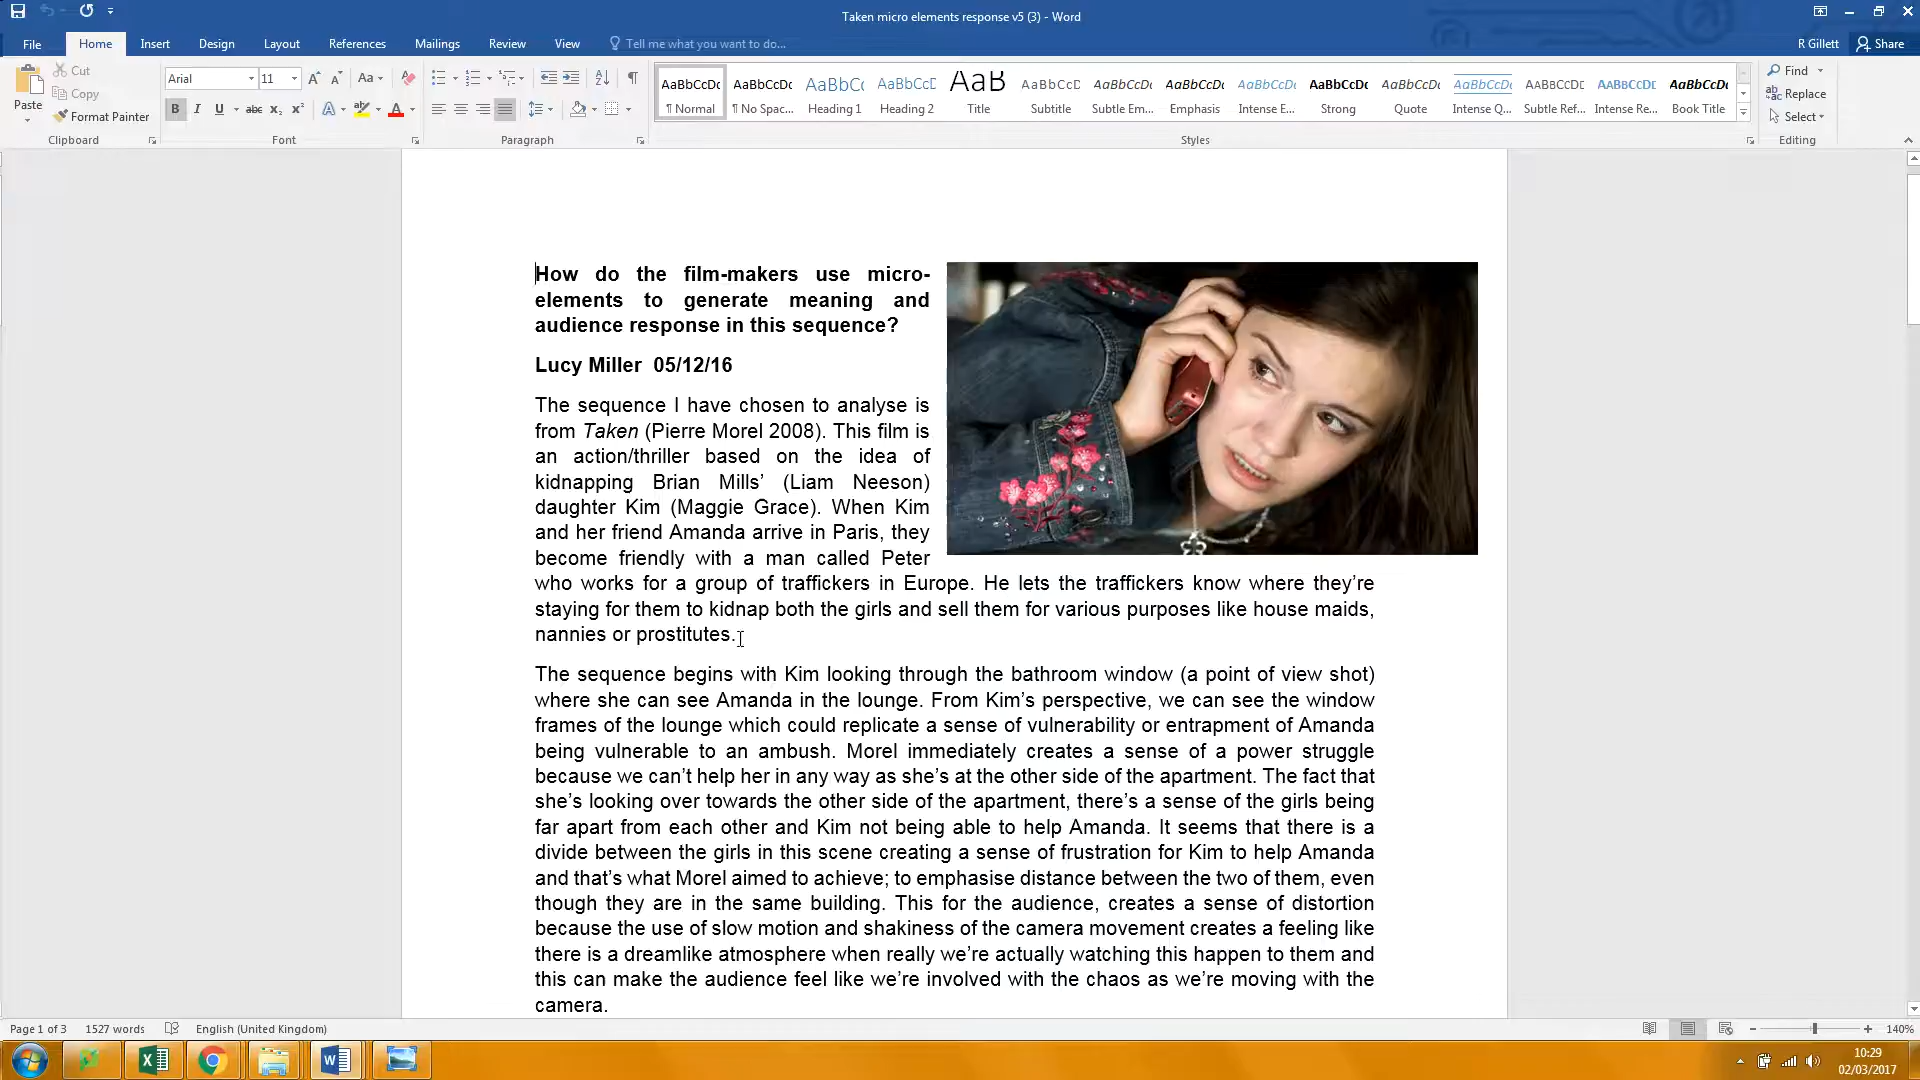 Taken micro elements response v5 (3) - Word
File Home Insert Design Layout References Mailings Review View Tell me what you want to do... R Gillett Share
Paste
Cut
Copy
Format Painter
Clipboard
Arial 11
Font
Paragraph
AaBbCcDc AaBbCcDc AaBbCc AaBbCcD AaB AaBbCcD AaBbCcDc AaBbCcDc AaBbCcDc AaBbCcDc AaBbCcDc AaBbCcDc AaBbCcDd AaBbCcDd AaBbCcDc
¶ Normal ¶ No Spac... Heading 1 Heading 2 Title Subtitle Subtle Em... Emphasis Intense E... Strong Quote Intense Q... Subtle Ref... Intense Re... Book Title
Styles
Find
Replace
Select
Editing
How do the film-makers use micro-
elements to generate meaning and
audience response in this sequence?
Lucy Miller 05/12/16
The sequence I have chosen to analyse is
from Taken (Pierre Morel 2008). This film is
an action/thriller based on the idea of
kidnapping Brian Mills’ (Liam Neeson)
daughter Kim (Maggie Grace). When Kim
and her friend Amanda arrive in Paris, they
become friendly with a man called Peter
who works for a group of traffickers in Europe. He lets the traffickers know where they’re
staying for them to kidnap both the girls and sell them for various purposes like house maids,
nannies or prostitutes.
The sequence begins with Kim looking through the bathroom window (a point of view shot)
where she can see Amanda in the lounge. From Kim’s perspective, we can see the window
frames of the lounge which could replicate a sense of vulnerability or entrapment of Amanda
being vulnerable to an ambush. Morel immediately creates a sense of a power struggle
because we can’t help her in any way as she’s at the other side of the apartment. The fact that
she’s looking over towards the other side of the apartment, there’s a sense of the girls being
far apart from each other and Kim not being able to help Amanda. It seems that there is a
divide between the girls in this scene creating a sense of frustration for Kim to help Amanda
and that’s what Morel aimed to achieve; to emphasise distance between the two of them, even
though they are in the same building. This for the audience, creates a sense of distortion
because the use of slow motion and shakiness of the camera movement creates a feeling like
there is a dreamlike atmosphere when really we’re actually watching this happen to them and
this can make the audience feel like we’re involved with the chaos as we’re moving with the
camera.
Page 1 of 3 1527 words English (United Kingdom) 140%
10:29
02/03/2017